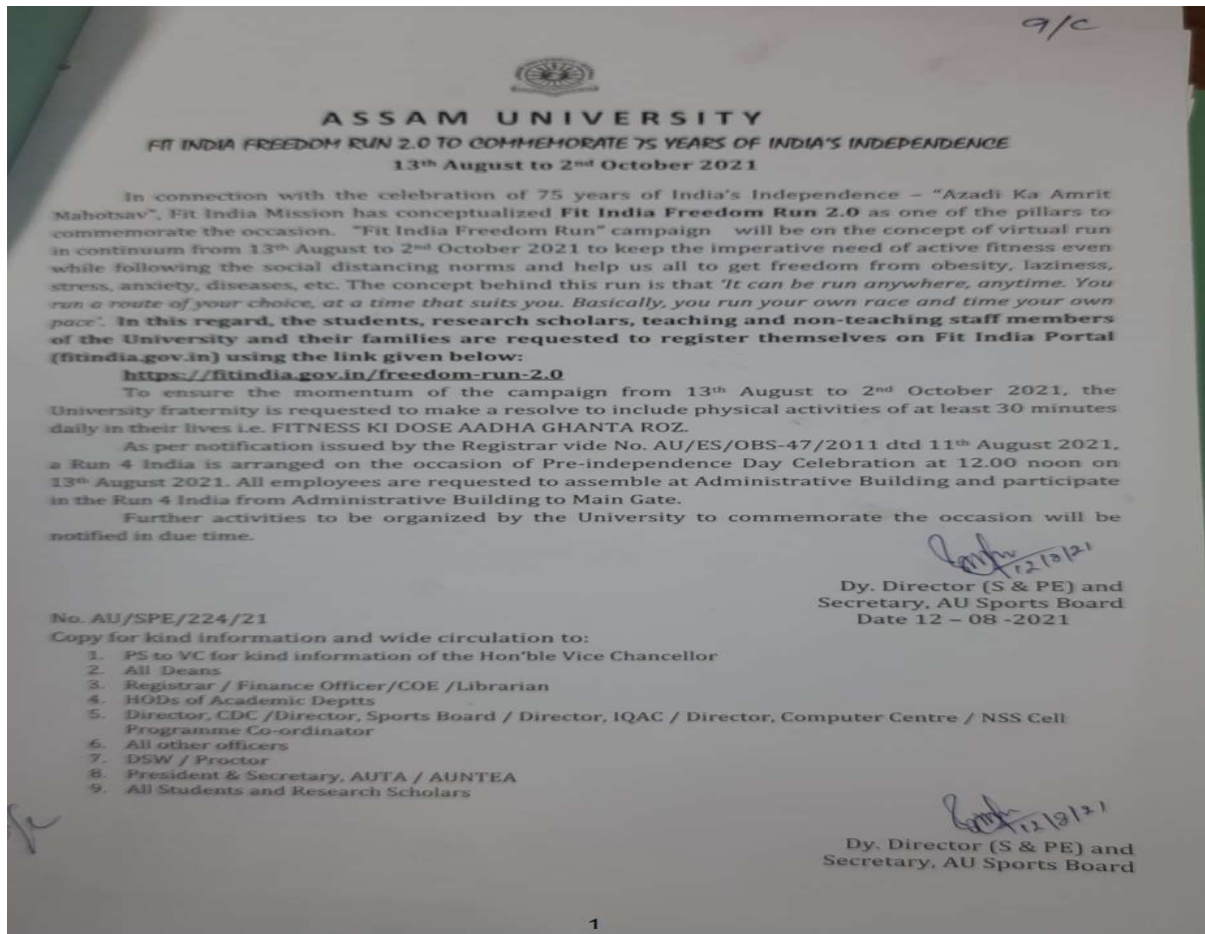 9/c
ASSAM UNIVERSITY
FIT INDIA FREEDOM RUN 2.0 TO COMMEMORATE 75 YEARS OF INDIA'S INDEPENDENCE
13th August to 2nd October 2021
In connection with the celebration of 75 years of India's Independence – "Azadi Ka Amrit
Mahotsav", Fit India Mission has conceptualized Fit India Freedom Run 2.0 as one of the pillars to
commemorate the occasion. "Fit India Freedom Run" campaign will be on the concept of virtual run
in continuum from 13th August to 2nd October 2021 to keep the imperative need of active fitness even
while following the social distancing norms and help us all to get freedom from obesity, laziness,
stress, anxiety, diseases, etc. The concept behind this run is that 'It can be run anywhere, anytime. You
run a route of your choice, at a time that suits you. Basically, you run your own race and time your own
pace'. In this regard, the students, research scholars, teaching and non-teaching staff members
of the University and their families are requested to register themselves on Fit India Portal
(fitindia.gov.in) using the link given below:
https://fitindia.gov.in/freedom-run-2.0
To ensure the momentum of the campaign from 13th August to 2nd October 2021, the
University fraternity is requested to make a resolve to include physical activities of at least 30 minutes
daily in their lives i.e. FITNESS KI DOSE AADHA GHANTA ROZ.
As per notification issued by the Registrar vide No. AU/ES/OBS-47/2011 dtd 11th August 2021,
a Run 4 India is arranged on the occasion of Pre-independence Day Celebration at 12.00 noon on
13th August 2021. All employees are requested to assemble at Administrative Building and participate
in the Run 4 India from Administrative Building to Main Gate.
Further activities to be organized by the University to commemorate the occasion will be
notified in due time.
12/8/21
Dy. Director (S & PE) and
Secretary, AU Sports Board
No. AU/SPE/224/21 Date 12 – 08 -2021
Copy for kind information and wide circulation to:
1. PS to VC for kind information of the Hon'ble Vice Chancellor
2. All Deans
3. Registrar / Finance Officer/COE /Librarian
4. HODs of Academic Deptts
5. Director, CDC /Director, Sports Board / Director, IQAC / Director, Computer Centre / NSS Cell
Programme Co-ordinator
6. All other officers
7. DSW / Proctor
8. President & Secretary, AUTA / AUNTEA
9. All Students and Research Scholars
12/8/21
Dy. Director (S & PE) and
Secretary, AU Sports Board
1